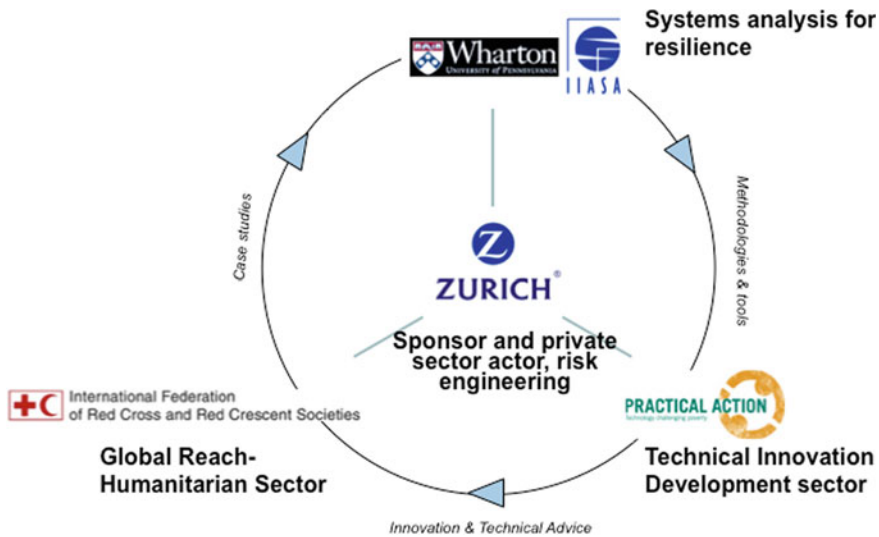 Systems analysis for
resilience
Wharton
UNIVERSITY of PENNSYLVANIA
IIASA
Case studies
Methodologies & tools
Z
ZURICH®
Sponsor and private
sector actor, risk
engineering
International Federation
of Red Cross and Red Crescent Societies
Global Reach-
Humanitarian Sector
PRACTICAL ACTION
Technology challenging poverty
Technical Innovation
Development sector
Innovation & Technical Advice